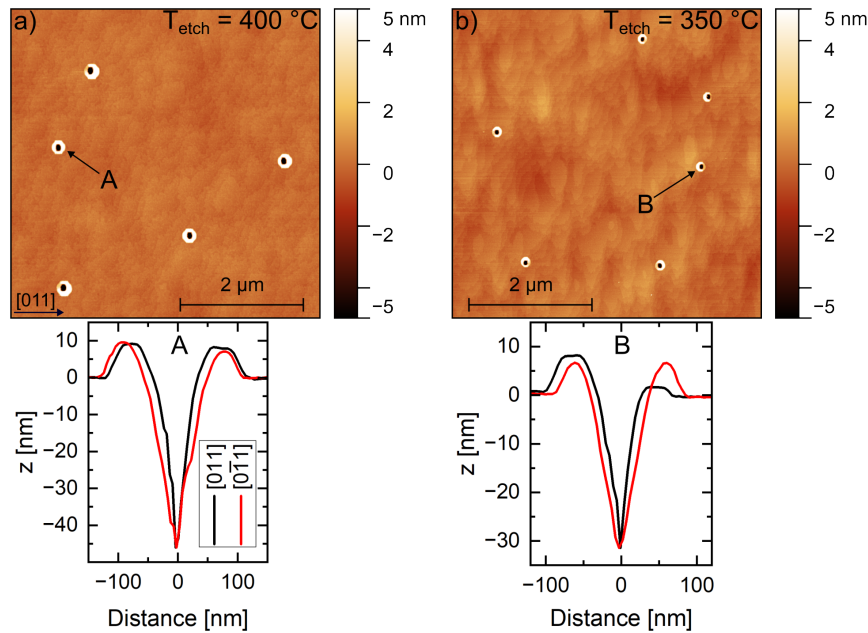 a) T_etch = 400 °C
5 nm
4
2
0
−2
−4
−5
A
[011]
2 µm
b) T_etch = 350 °C
5 nm
4
2
0
−2
−4
−5
B
2 µm
A
10
0
−10
−20
−30
−40
z [nm]
[011]
[01̅1]
−100 0 100
Distance [nm]
B
10
0
−10
−20
−30
z [nm]
−100 0 100
Distance [nm]